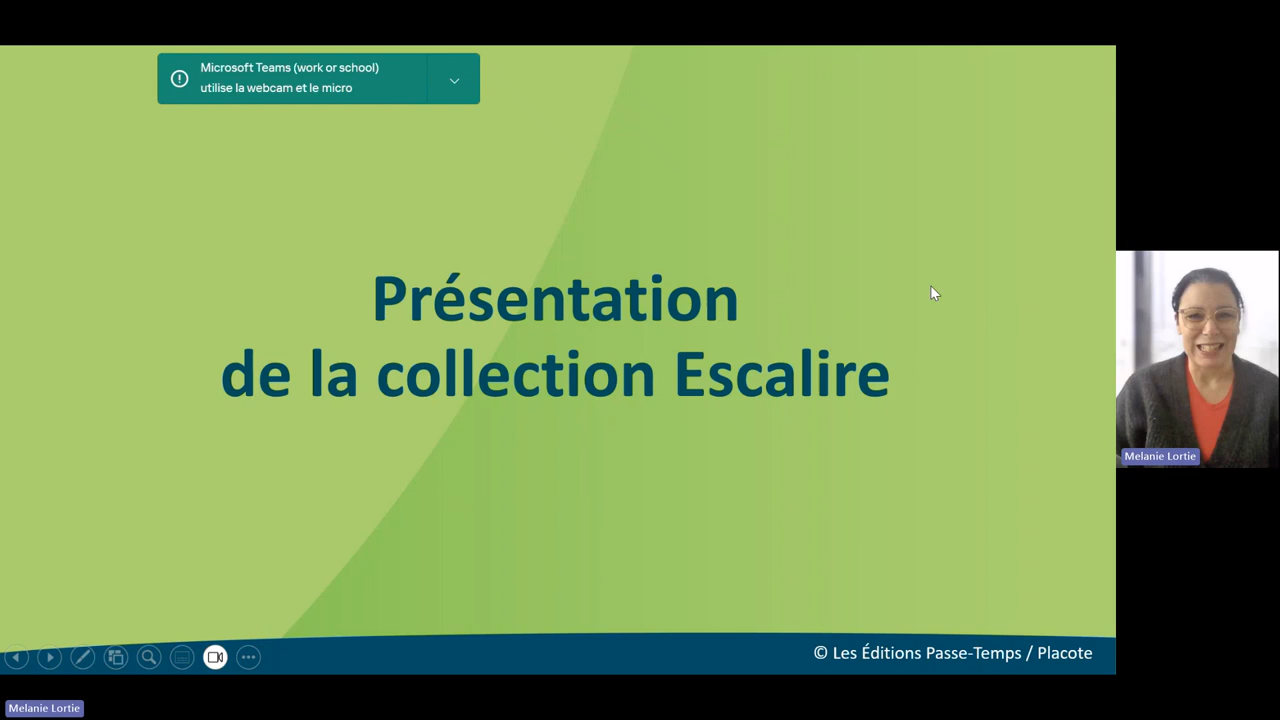 Microsoft Teams (work or school)
utilise la webcam et le micro
Présentation
de la collection Escalire
Melanie Lortie
© Les Éditions Passe-Temps / Placote
Melanie Lortie